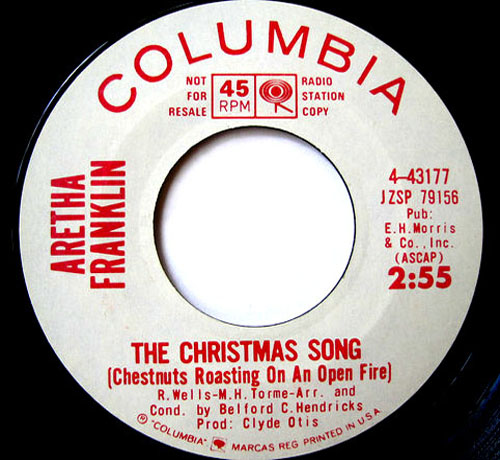 COLUMBIA
NOT
FOR
RESALE
45
RPM
RADIO
STATION
COPY
ARETHA
FRANKLIN
4-43177
JZSP 79156
Pub:
E.H.Morris
& Co., Inc.
(ASCAP)
2:55
THE CHRISTMAS SONG
(Chestnuts Roasting On An Open Fire)
R.Wells-M.H.Torme-Arr. and
Cond. by Belford C.Hendricks
Prod: Clyde Otis
® "COLUMBIA" MARCAS REG PRINTED IN U.S.A.